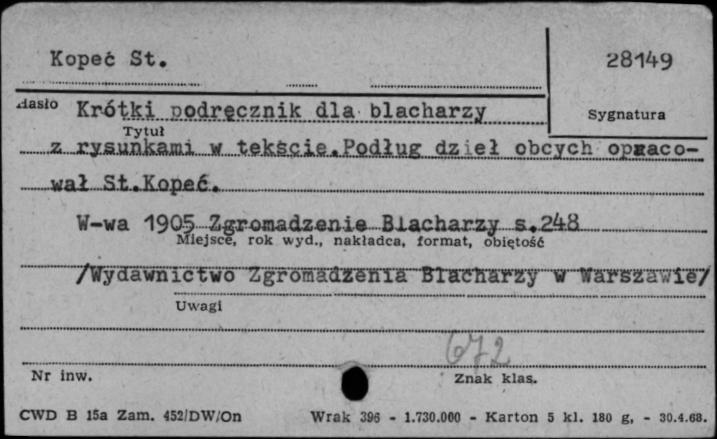 Kopeć St.
28149
Hasło Krótki podręcznik dla blacharzy
Sygnatura
Tytuł
z rysunkami w tekście. Podług dzieł obcych opraco-
wał St. Kopeć.
W-wa 1905 Zgromadzenie Blacharzy s. 248
Miejsce, rok wyd., nakładca, format, objętość
/Wydawnictwo Zgromadzenia Blacharzy w Warszawie/
Uwagi
672
Nr inw.
Znak klas.
CWD B 15a Zam. 452/DW/On Wrak 396 - 1.730.000 - Karton 5 kl. 180 g, - 30.4.68.